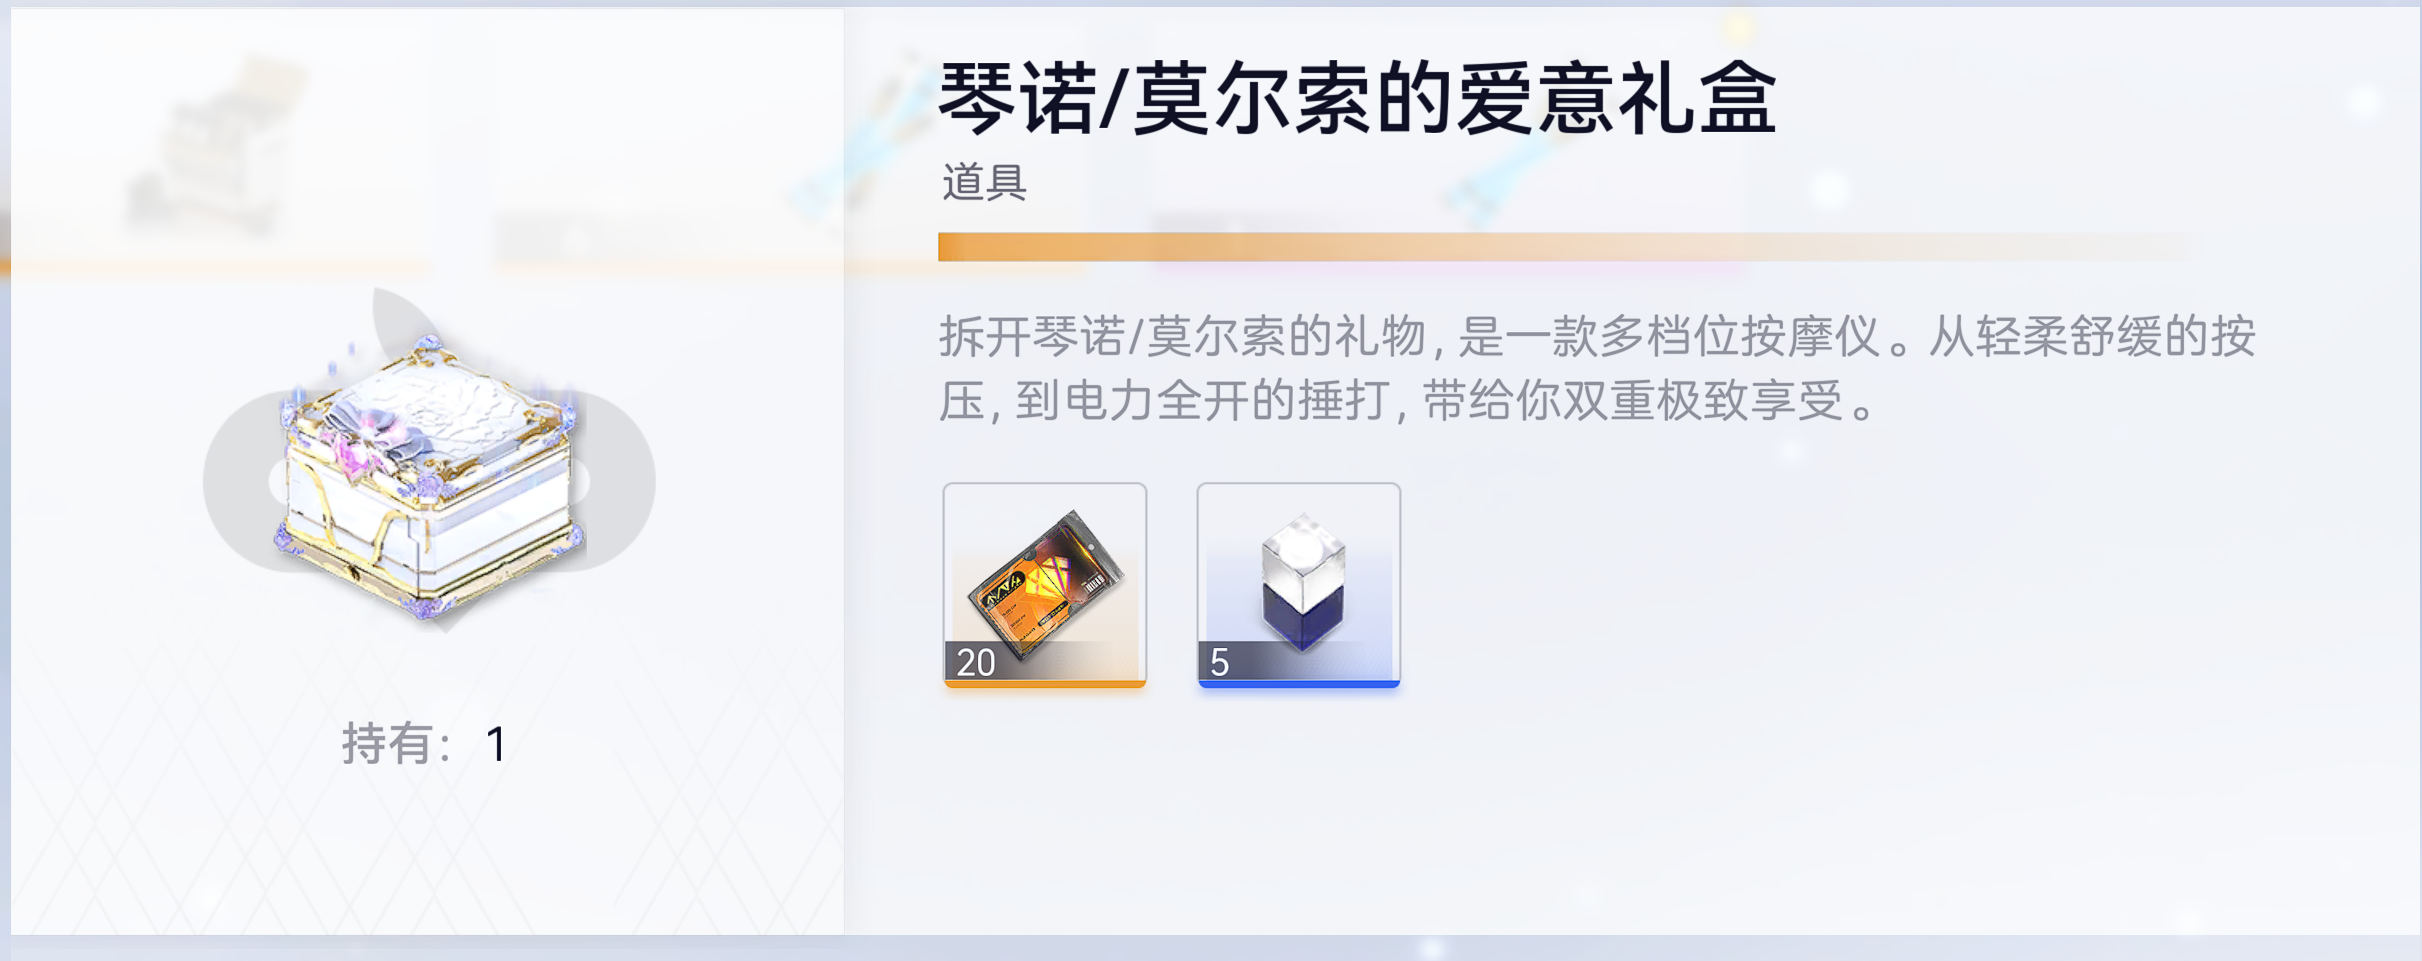 琴诺/莫尔索的爱意礼盒
道具
拆开琴诺/莫尔索的礼物,是一款多档位按摩仪。从轻柔舒缓的按
压,到电力全开的捶打,带给你双重极致享受。
20
5
持有: 1